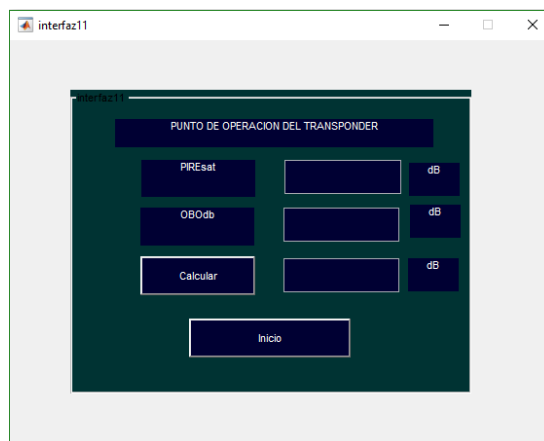 interfaz11
interfaz11
PUNTO DE OPERACION DEL TRANSPONDER
PIREsat
dB
OBOdb
dB
Calcular
dB
Inicio